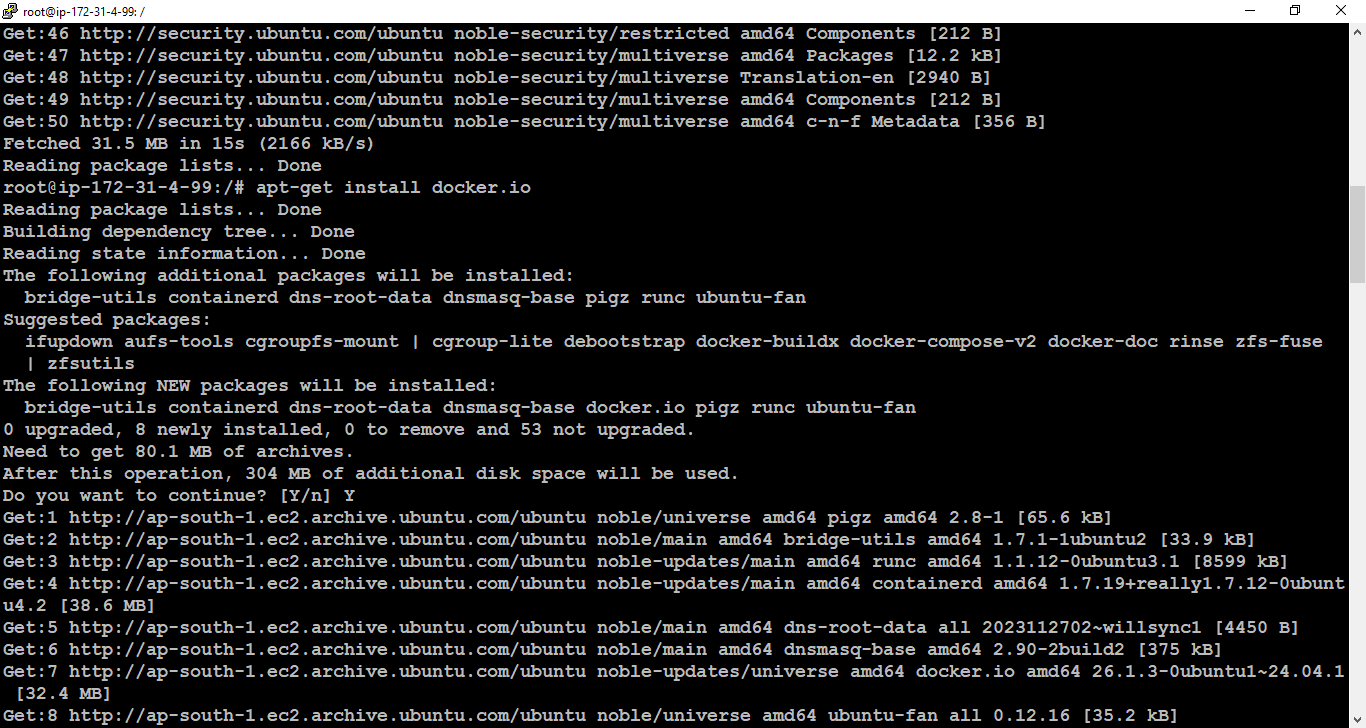 root@ip-172-31-4-99: /
Get:46 http://security.ubuntu.com/ubuntu noble-security/restricted amd64 Components [212 B]
Get:47 http://security.ubuntu.com/ubuntu noble-security/multiverse amd64 Packages [12.2 kB]
Get:48 http://security.ubuntu.com/ubuntu noble-security/multiverse Translation-en [2940 B]
Get:49 http://security.ubuntu.com/ubuntu noble-security/multiverse amd64 Components [212 B]
Get:50 http://security.ubuntu.com/ubuntu noble-security/multiverse amd64 c-n-f Metadata [356 B]
Fetched 31.5 MB in 15s (2166 kB/s)
Reading package lists... Done
root@ip-172-31-4-99:/# apt-get install docker.io
Reading package lists... Done
Building dependency tree... Done
Reading state information... Done
The following additional packages will be installed:
  bridge-utils containerd dns-root-data dnsmasq-base pigz runc ubuntu-fan
Suggested packages:
  ifupdown aufs-tools cgroupfs-mount | cgroup-lite debootstrap docker-buildx docker-compose-v2 docker-doc rinse zfs-fuse
  | zfsutils
The following NEW packages will be installed:
  bridge-utils containerd dns-root-data dnsmasq-base docker.io pigz runc ubuntu-fan
0 upgraded, 8 newly installed, 0 to remove and 53 not upgraded.
Need to get 80.1 MB of archives.
After this operation, 304 MB of additional disk space will be used.
Do you want to continue? [Y/n] Y
Get:1 http://ap-south-1.ec2.archive.ubuntu.com/ubuntu noble/universe amd64 pigz amd64 2.8-1 [65.6 kB]
Get:2 http://ap-south-1.ec2.archive.ubuntu.com/ubuntu noble/main amd64 bridge-utils amd64 1.7.1-1ubuntu2 [33.9 kB]
Get:3 http://ap-south-1.ec2.archive.ubuntu.com/ubuntu noble-updates/main amd64 runc amd64 1.1.12-0ubuntu3.1 [8599 kB]
Get:4 http://ap-south-1.ec2.archive.ubuntu.com/ubuntu noble-updates/main amd64 containerd amd64 1.7.19+really1.7.12-0ubunt
u4.2 [38.6 MB]
Get:5 http://ap-south-1.ec2.archive.ubuntu.com/ubuntu noble/main amd64 dns-root-data all 2023112702~willsync1 [4450 B]
Get:6 http://ap-south-1.ec2.archive.ubuntu.com/ubuntu noble/main amd64 dnsmasq-base amd64 2.90-2build2 [375 kB]
Get:7 http://ap-south-1.ec2.archive.ubuntu.com/ubuntu noble-updates/universe amd64 docker.io amd64 26.1.3-0ubuntu1~24.04.1
 [32.4 MB]
Get:8 http://ap-south-1.ec2.archive.ubuntu.com/ubuntu noble/universe amd64 ubuntu-fan all 0.12.16 [35.2 kB]